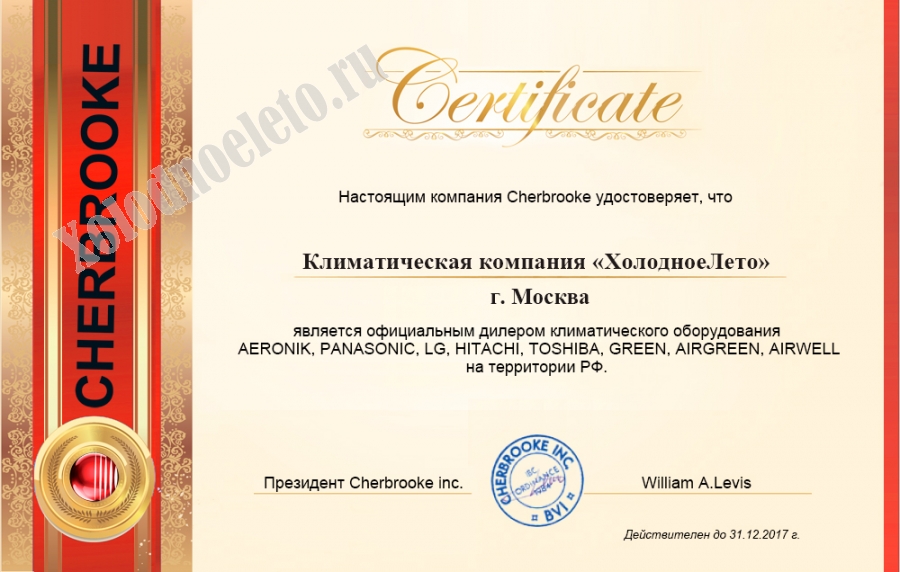 CHERBROOKE
Xolodnoeleto.ru
Certificate
Настоящим компания Cherbrooke удостоверяет, что
Климатическая компания «ХолодноеЛето»
г. Москва
является официальным дилером климатического оборудования
AERONIK, PANASONIC, LG, HITACHI, TOSHIBA, GREEN, AIRGREEN, AIRWELL
на территории РФ.
Президент Cherbrooke inc.
CHERBROOKE INC.
BVI
ORDINANCE
William A.Levis
Действителен до 31.12.2017 г.